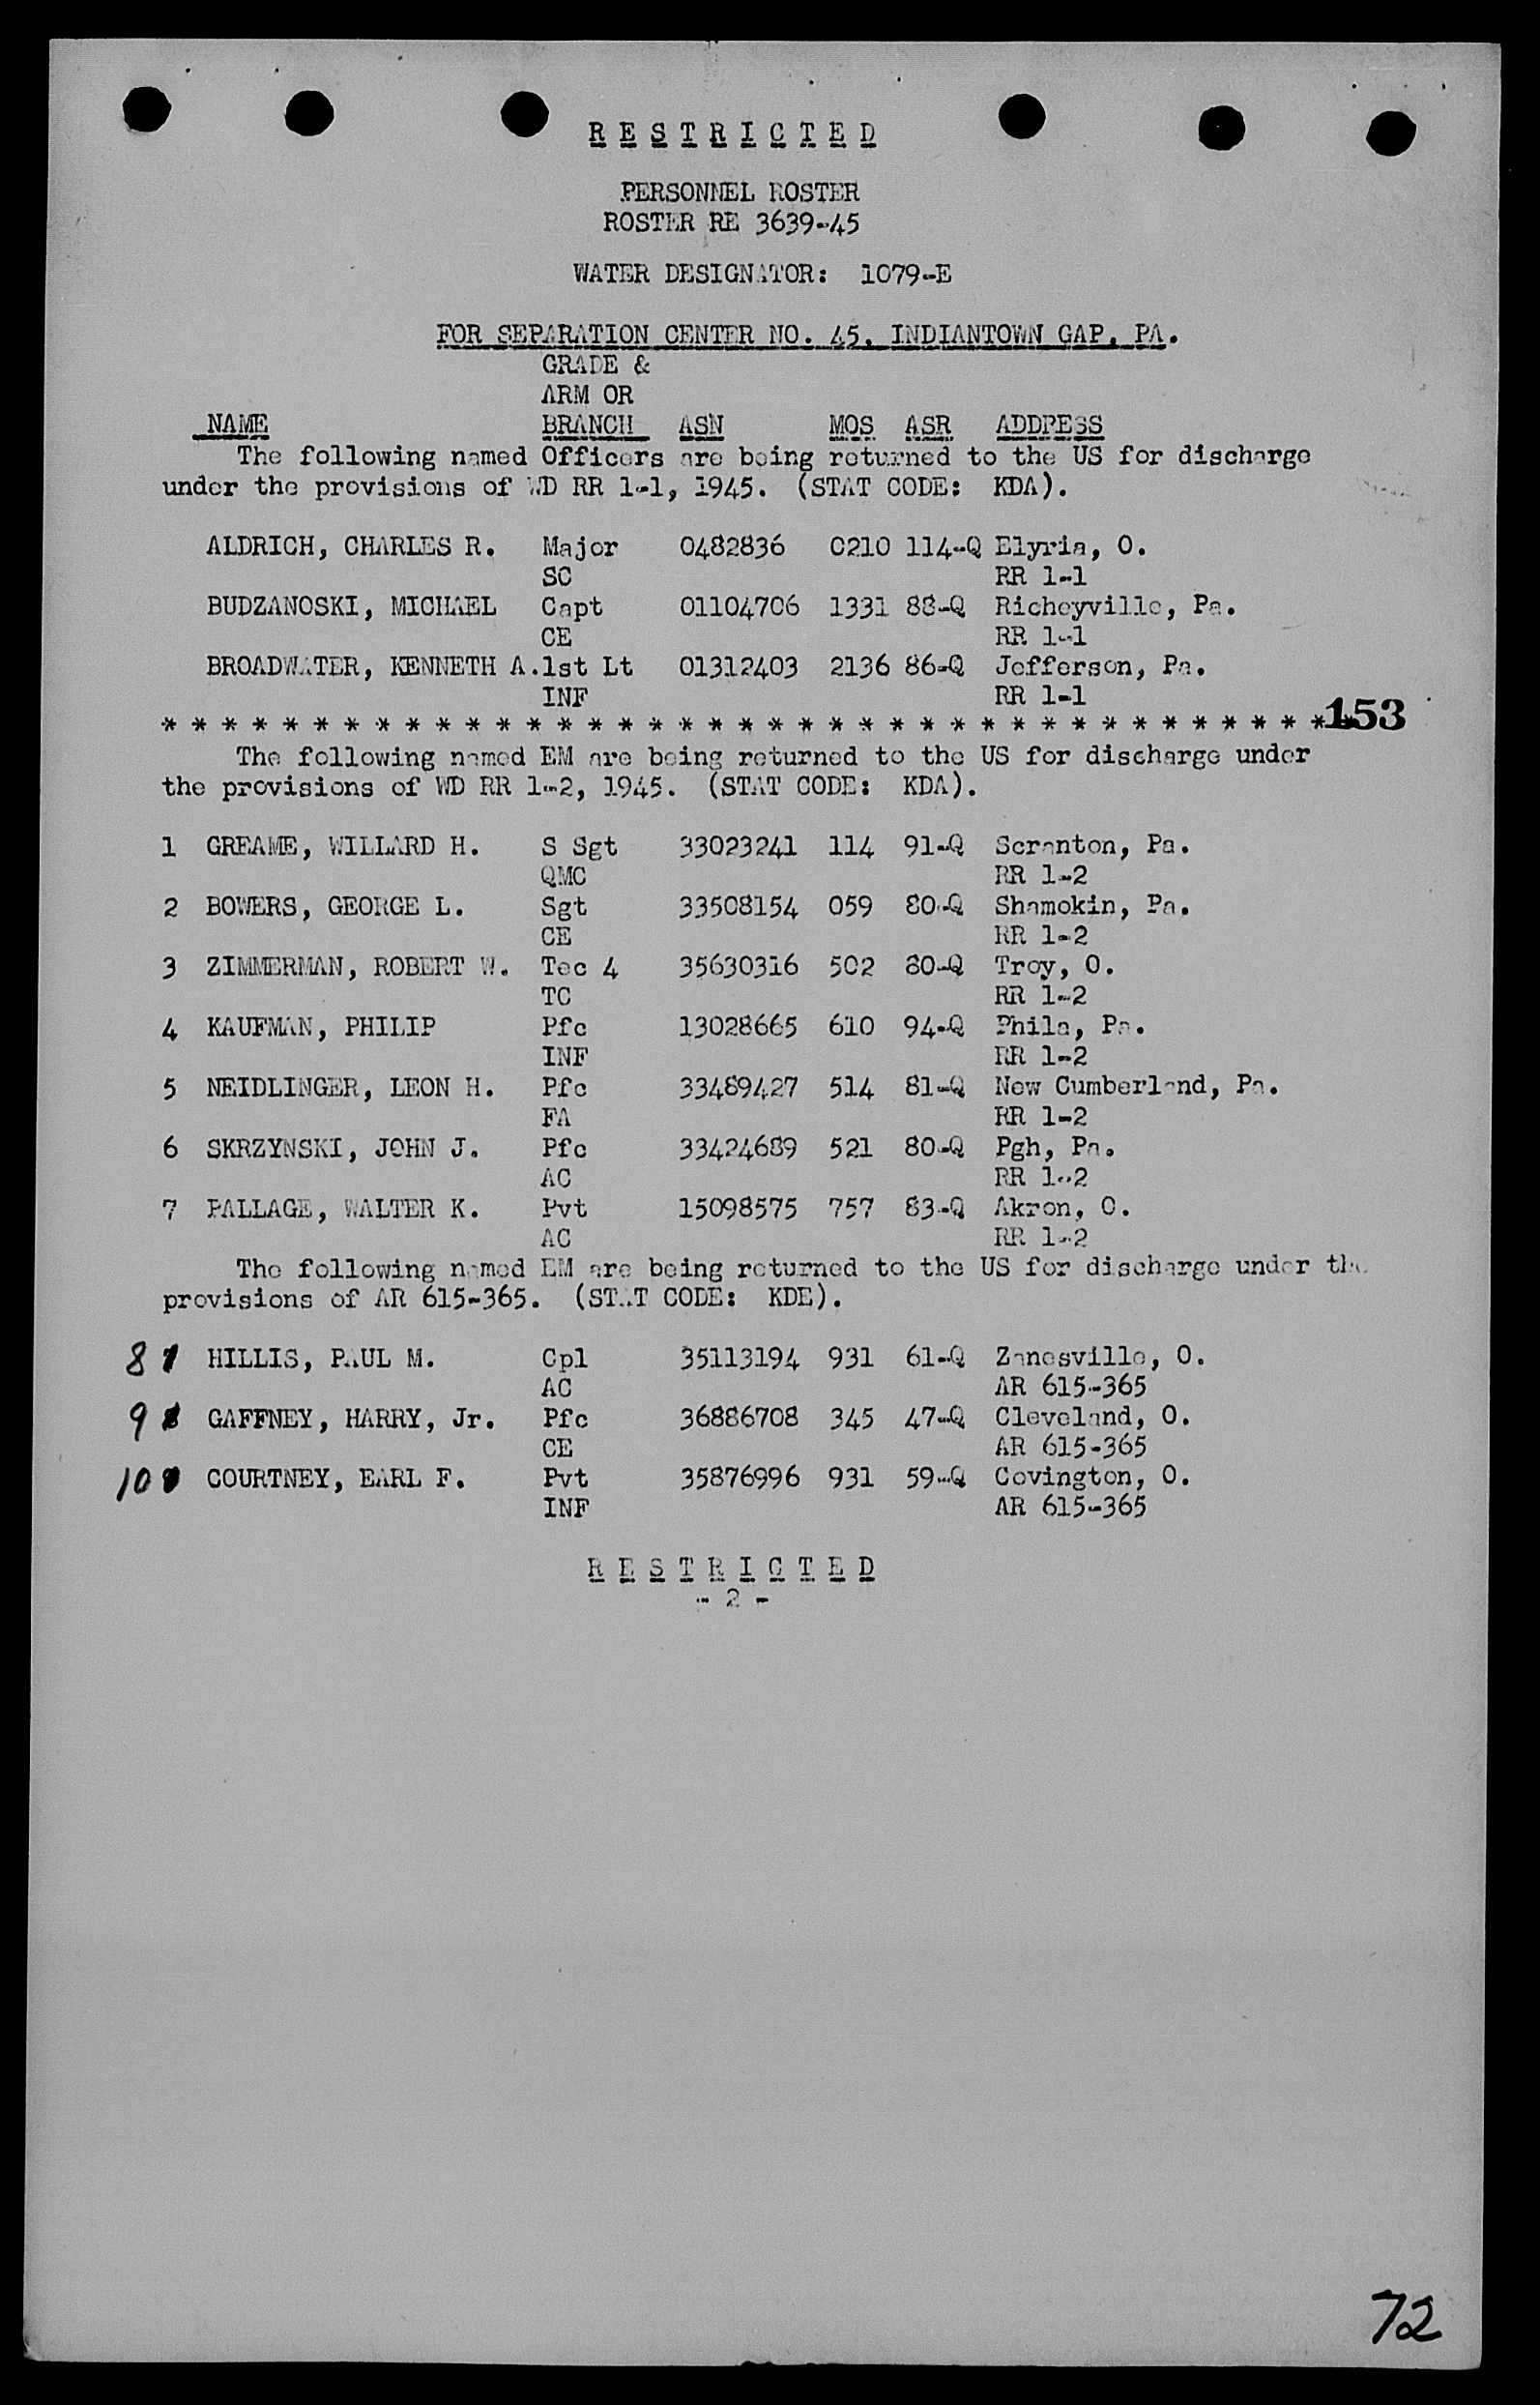 RESTRICTED
PERSONNEL ROSTER
ROSTER RE 3639-45
WATER DESIGNATOR: 1079-E
FOR SEPARATION CENTER NO. 45, INDIANTOWN GAP, PA.
GRADE &
ARM OR
NAME BRANCH ASN MOS ASR ADDRESS
The following named Officers are being returned to the US for discharge
under the provisions of WD RR 1-1, 1945. (STAT CODE: KDA).
ALDRICH, CHARLES R. Major 0482836 0210 114-Q Elyria, O.
SC RR 1-1
BUDZANOSKI, MICHAEL Capt 01104706 1331 88-Q Richeyville, Pa.
CE RR 1-1
BROADWATER, KENNETH A.1st Lt 01312403 2136 86-Q Jefferson, Pa.
INF RR 1-1
* * * * * * * * * * * * * * * * * * * * * * * * * * * * * * * * * * * * * * * 153
The following named EM are being returned to the US for discharge under
the provisions of WD RR 1-2, 1945. (STAT CODE: KDA).
1 GREAME, WILLARD H. S Sgt 33023241 114 91-Q Scranton, Pa.
QMC RR 1-2
2 BOWERS, GEORGE L. Sgt 33508154 059 80-Q Shamokin, Pa.
CE RR 1-2
3 ZIMMERMAN, ROBERT W. Tec 4 35630316 502 80-Q Troy, O.
TC RR 1-2
4 KAUFMAN, PHILIP Pfc 13028665 610 94-Q Phila, Pa.
INF RR 1-2
5 NEIDLINGER, LEON H. Pfc 33489427 514 81-Q New Cumberland, Pa.
FA RR 1-2
6 SKRZYNSKI, JOHN J. Pfc 33424689 521 80-Q Pgh, Pa.
AC RR 1-2
7 PALLAGE, WALTER K. Pvt 15098575 757 83-Q Akron, O.
AC RR 1-2
The following named EM are being returned to the US for discharge under the
provisions of AR 615-365. (STAT CODE: KDE).
8 HILLIS, PAUL M. Cpl 35113194 931 61-Q Zanesville, O.
AC AR 615-365
9 GAFFNEY, HARRY, Jr. Pfc 36886708 345 47-Q Cleveland, O.
CE AR 615-365
10 COURTNEY, EARL F. Pvt 35876996 931 59-Q Covington, O.
INF AR 615-365
RESTRICTED
- 2 -
72